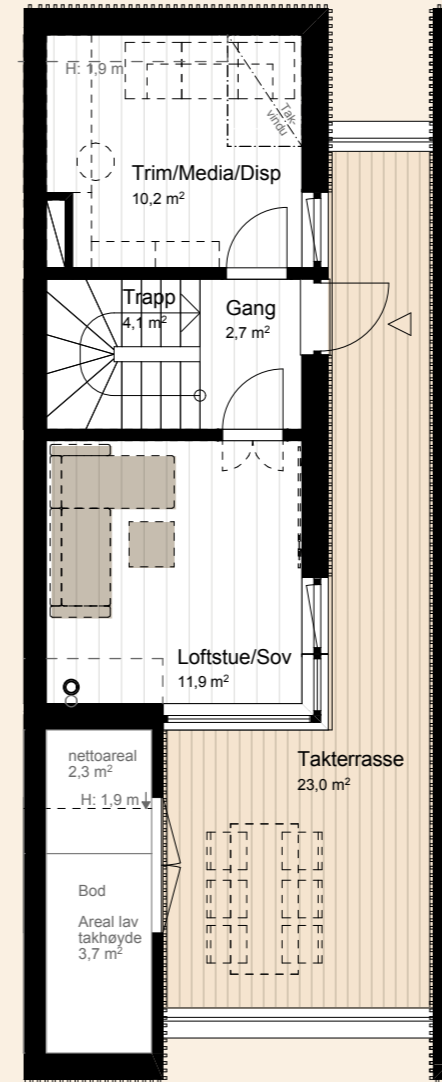 H: 1,9 m
Tak-
vindu
Trim/Media/Disp
10,2 m²
Trapp
4,1 m²
Gang
2,7 m²
Loftstue/Sov
11,9 m²
nettoareal
2,3 m²
H: 1,9 m
Takterrasse
23,0 m²
Bod
Areal lav
takhøyde
3,7 m²